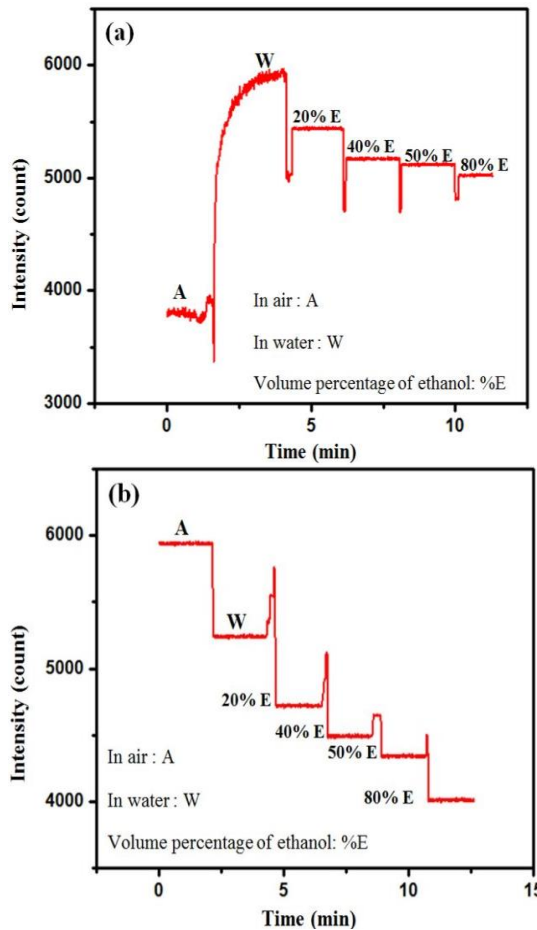 (a)
W
6000
20% E
40% E
50% E
80% E
5000
Intensity (count)
A
4000
In air : A
In water : W
Volume percentage of ethanol: %E
3000
0
5
10
Time (min)
(b)
A
6000
W
Intensity (count)
5000
20% E
40% E
50% E
In air : A
80% E
4000
In water : W
Volume percentage of ethanol: %E
0
5
10
15
Time (min)